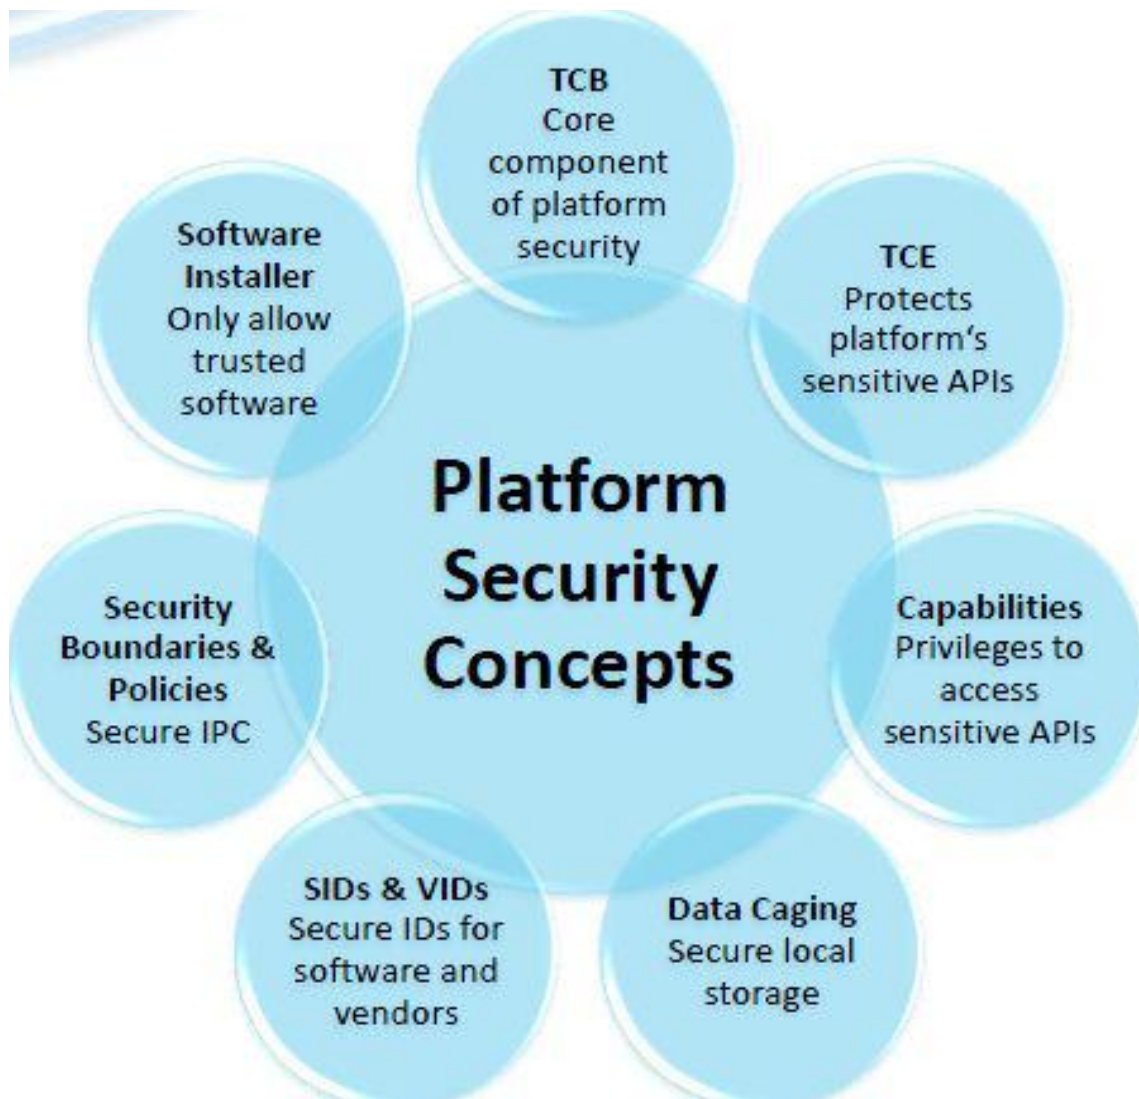 TCB
Core
component
of platform
security
TCE
Protects
platform‘s
sensitive APIs
Capabilities
Privileges to
access
sensitive APIs
Data Caging
Secure local
storage
SIDs & VIDs
Secure IDs for
software and
vendors
Security
Boundaries &
Policies
Secure IPC
Software
Installer
Only allow
trusted
software
Platform
Security
Concepts